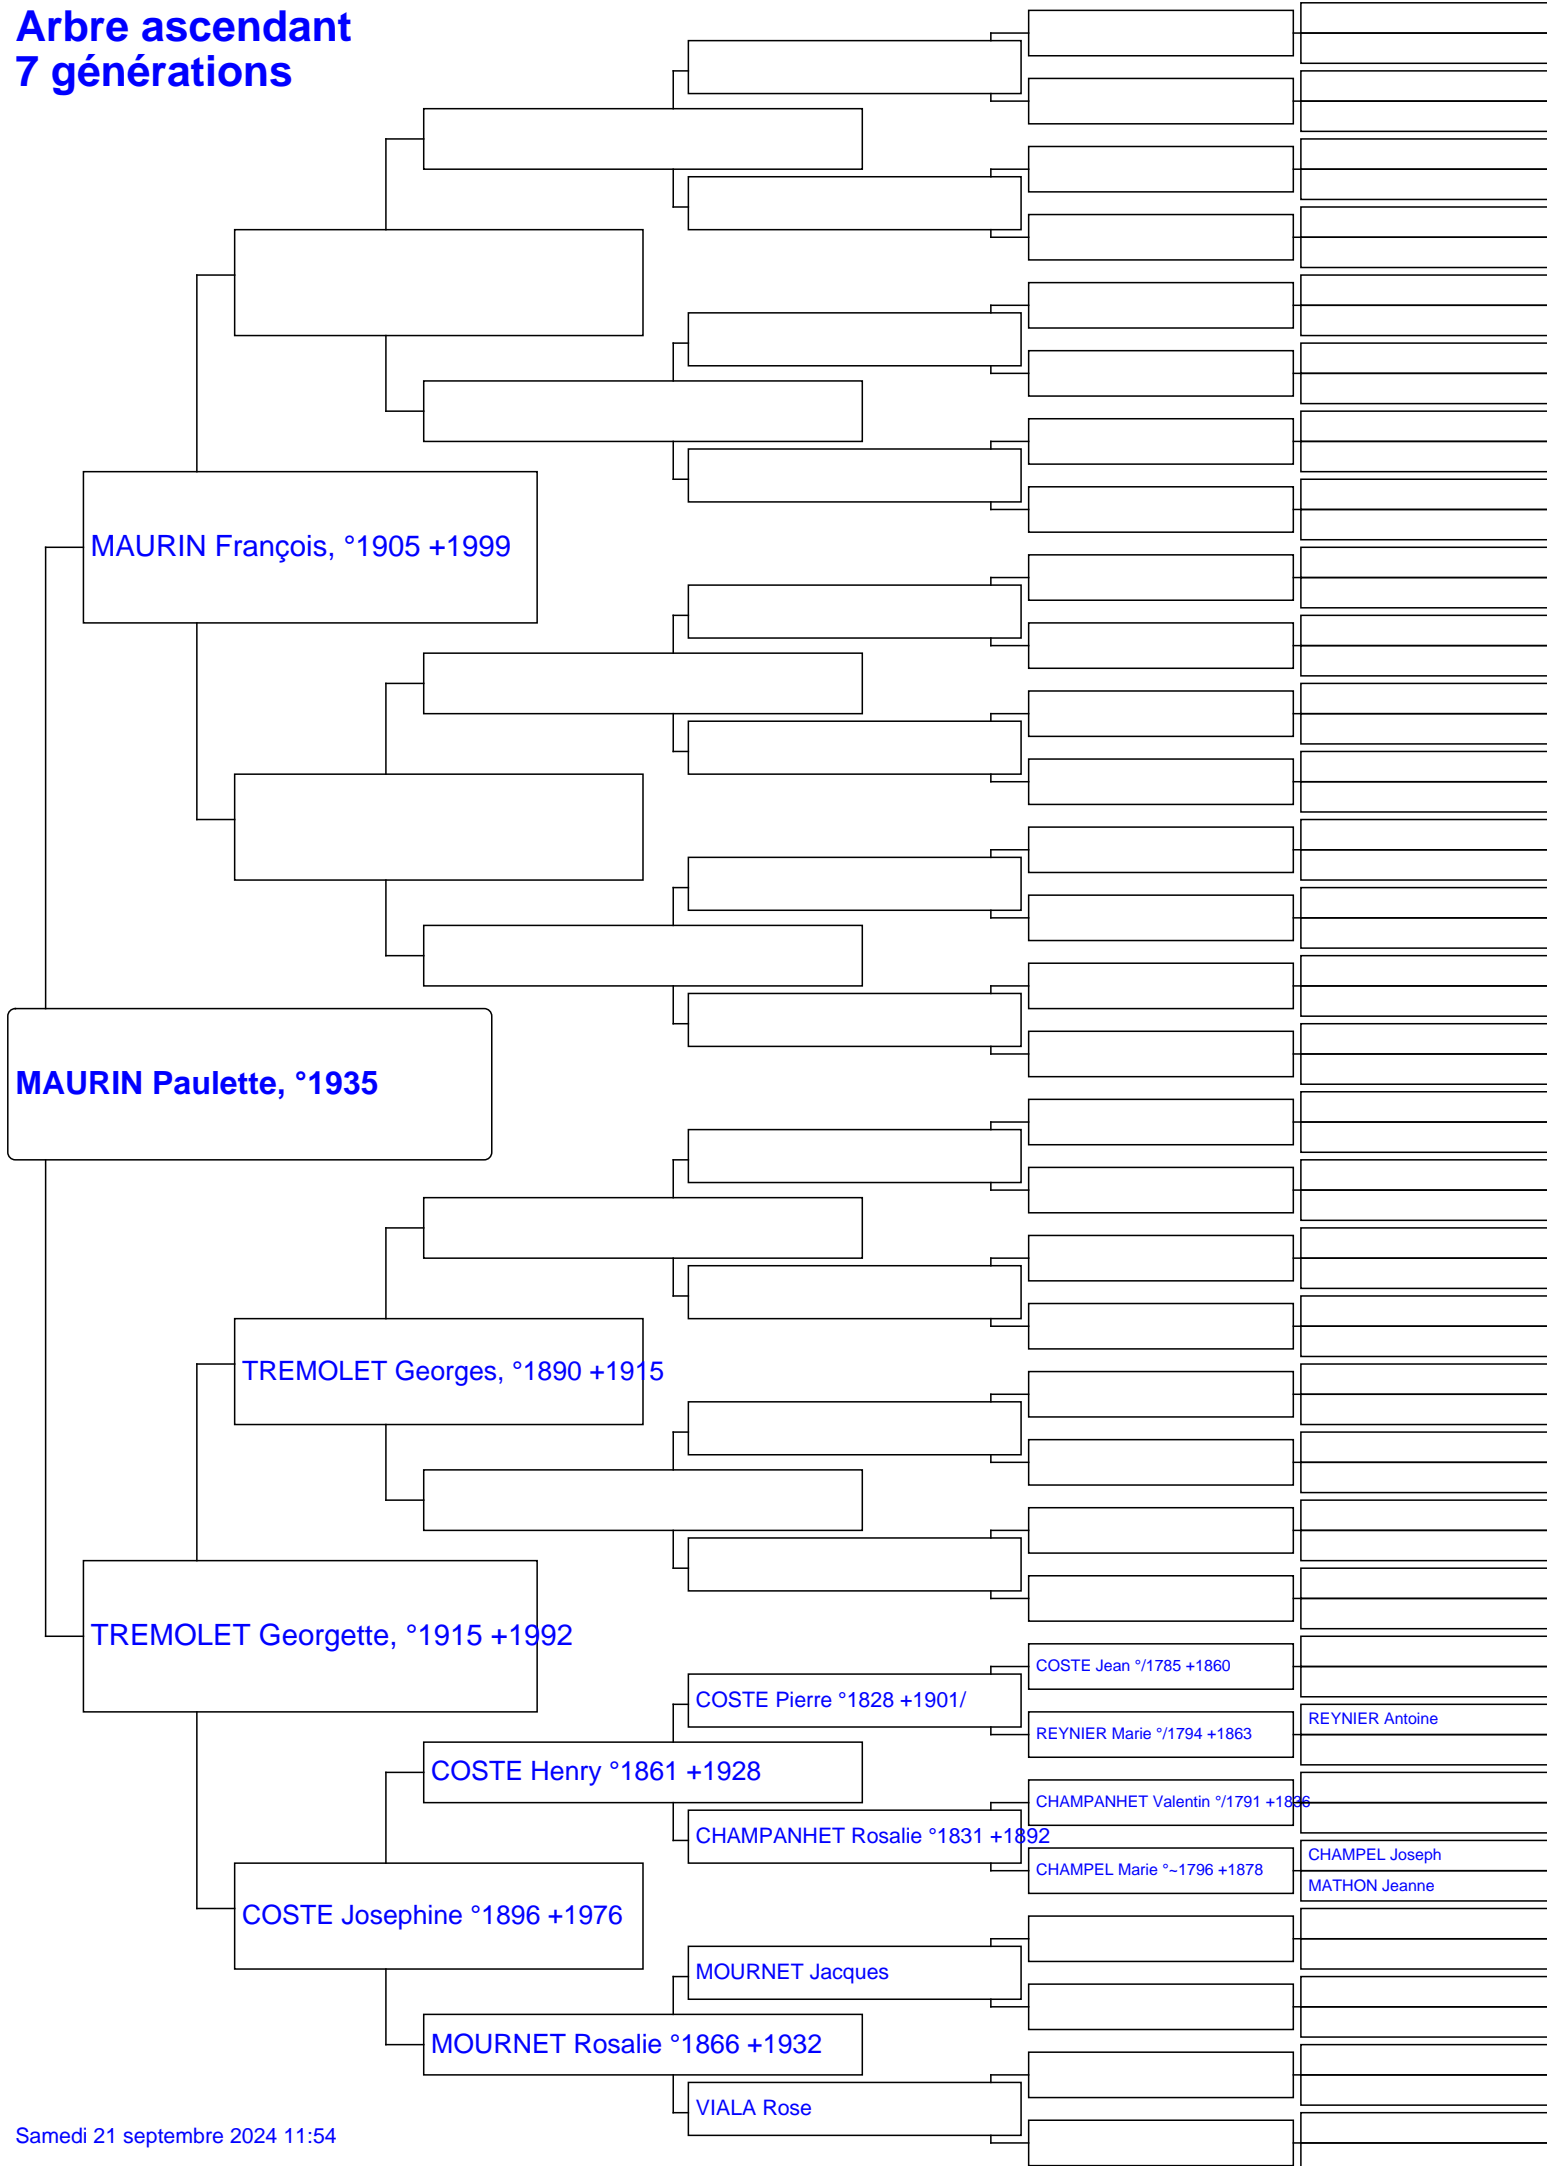 Arbre ascendant
7 générations
MAURIN François, °1905 +1999
MAURIN Paulette, °1935
TREMOLET Georges, °1890 +1915
TREMOLET Georgette, °1915 +1992
COSTE Jean °/1785 +1860
COSTE Pierre °1828 +1901/
REYNIER Antoine
REYNIER Marie °/1794 +1863
COSTE Henry °1861 +1928
CHAMPANHET Valentin °/1791 +1836
CHAMPANHET Rosalie °1831 +1892
CHAMPEL Joseph
CHAMPEL Marie °~1796 +1878
MATHON Jeanne
COSTE Josephine °1896 +1976
MOURNET Jacques
MOURNET Rosalie °1866 +1932
VIALA Rose
Samedi 21 septembre 2024 11:54